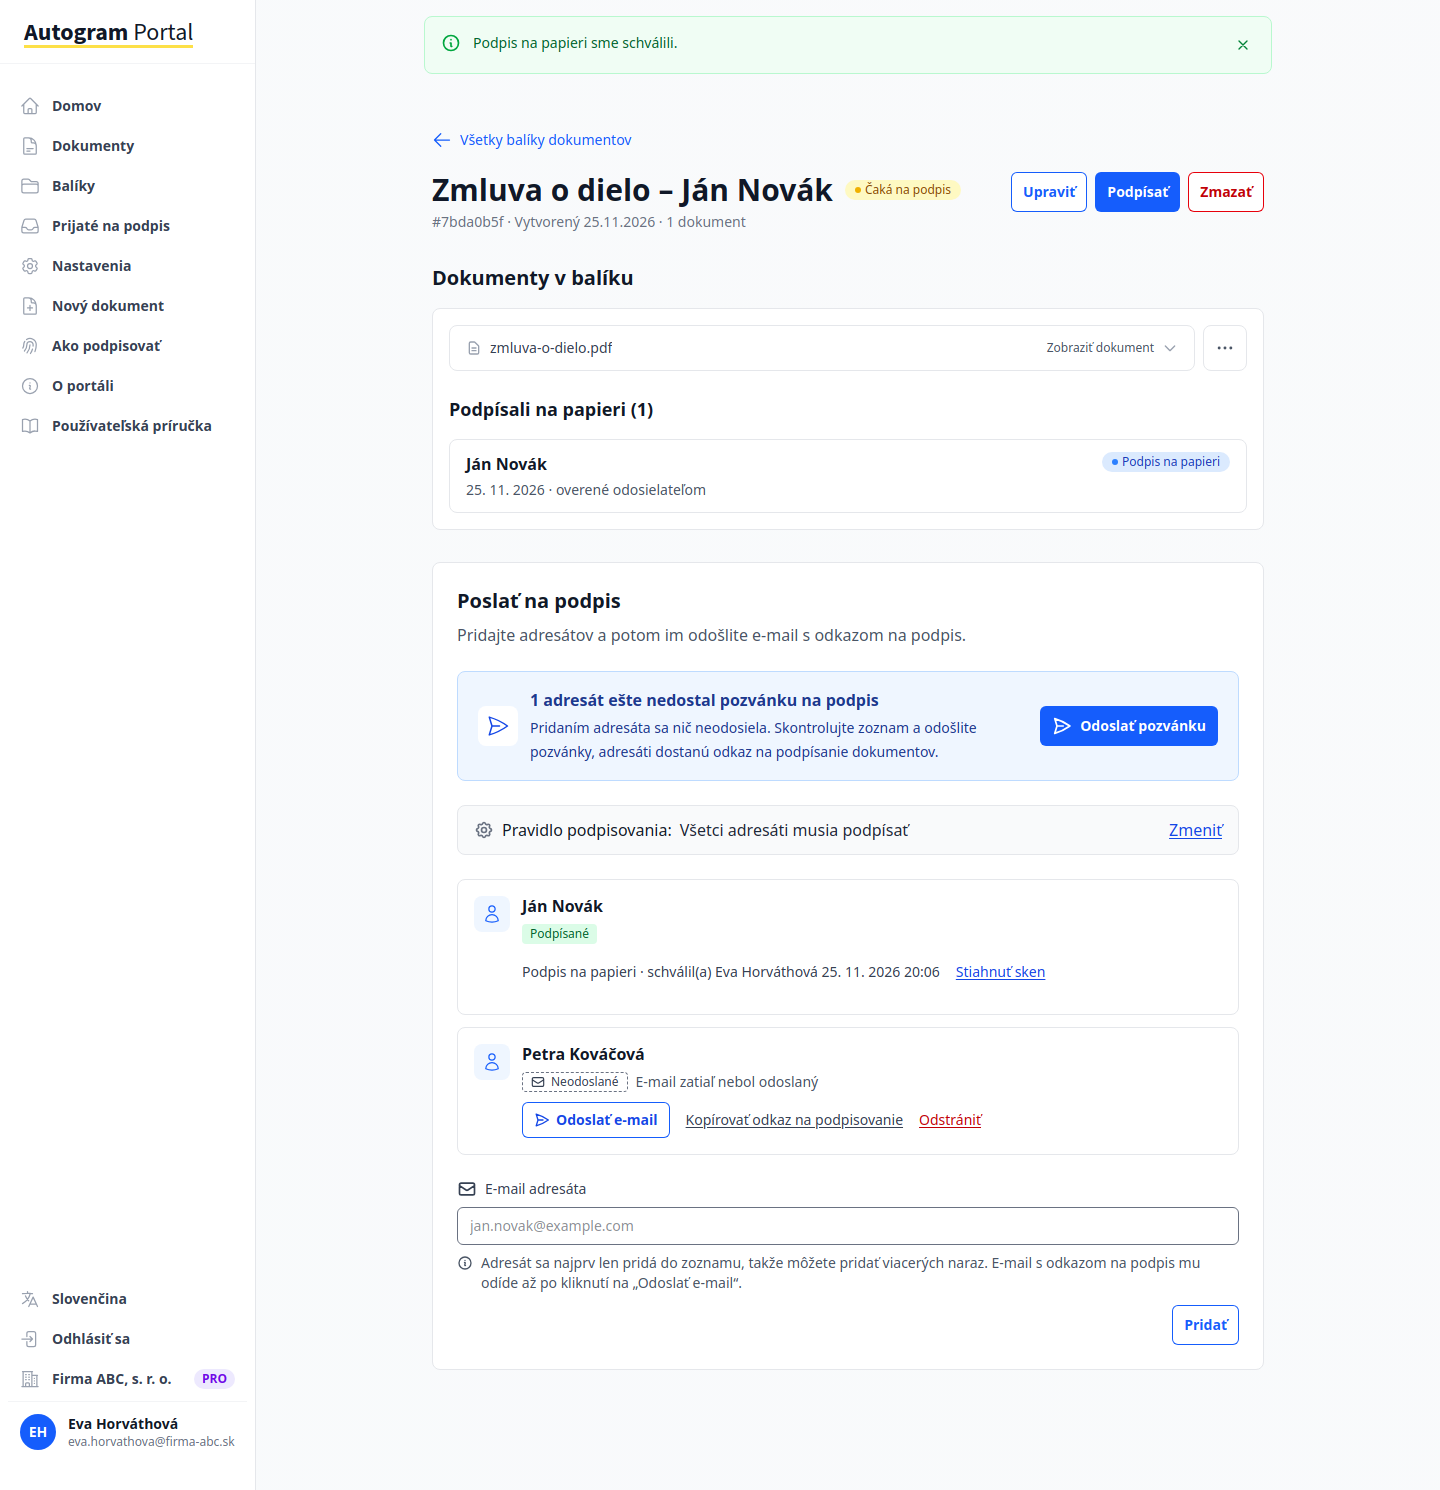 Autogram Portal
Domov
Dokumenty
Balíky
Prijaté na podpis
Nastavenia
Nový dokument
Ako podpisovať
O portáli
Používateľská príručka
Slovenčina
Odhlásiť sa
Firma ABC, s. r. o. PRO
EH
Eva Horváthová
eva.horvathova@firma-abc.sk
Podpis na papieri sme schválili.
Všetky balíky dokumentov
Zmluva o dielo – Ján Novák Čaká na podpis
Upraviť Podpísať Zmazať
#7bda0b5f · Vytvorený 25.11.2026 · 1 dokument
Dokumenty v balíku
zmluva-o-dielo.pdf Zobraziť dokument
Podpísali na papieri (1)
Ján Novák Podpis na papieri
25. 11. 2026 · overené odosielateľom
Poslať na podpis
Pridajte adresátov a potom im odošlite e-mail s odkazom na podpis.
1 adresát ešte nedostal pozvánku na podpis
Pridaním adresáta sa nič neodosiela. Skontrolujte zoznam a odošlite
pozvánky, adresáti dostanú odkaz na podpísanie dokumentov.
Odoslať pozvánku
Pravidlo podpisovania: Všetci adresáti musia podpísať Zmeniť
Ján Novák
Podpísané
Podpis na papieri · schválil(a) Eva Horváthová 25. 11. 2026 20:06 Stiahnuť sken
Petra Kováčová
Neodoslané E-mail zatiaľ nebol odoslaný
Odoslať e-mail Kopírovať odkaz na podpisovanie Odstrániť
E-mail adresáta
jan.novak@example.com
Adresát sa najprv len pridá do zoznamu, takže môžete pridať viacerých naraz. E-mail s odkazom na podpis mu
odíde až po kliknutí na „Odoslať e-mail“.
Pridať